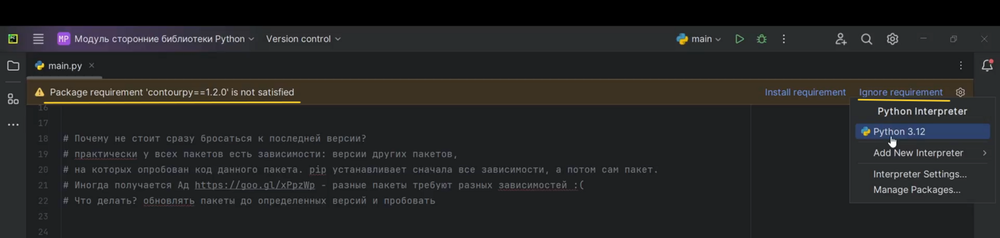 PC
MP Модуль сторонние библиотеки Python Version control main
main.py
Package requirement 'contourpy==1.2.0' is not satisfied Install requirement Ignore requirement
Python Interpreter
Python 3.12
Add New Interpreter
Interpreter Settings...
Manage Packages...
16
17
18 # Почему не стоит сразу бросаться к последней версии?
19 # практически у всех пакетов есть зависимости: версии других пакетов,
20 # на которых опробован код данного пакета. pip устанавливает сначала все зависимости, а потом сам пакет.
21 # Иногда получается Ад https://goo.gl/xPpzWp - разные пакеты требуют разных зависимостей :(
22 # Что делать? обновлять пакеты до определенных версий и пробовать
23
24